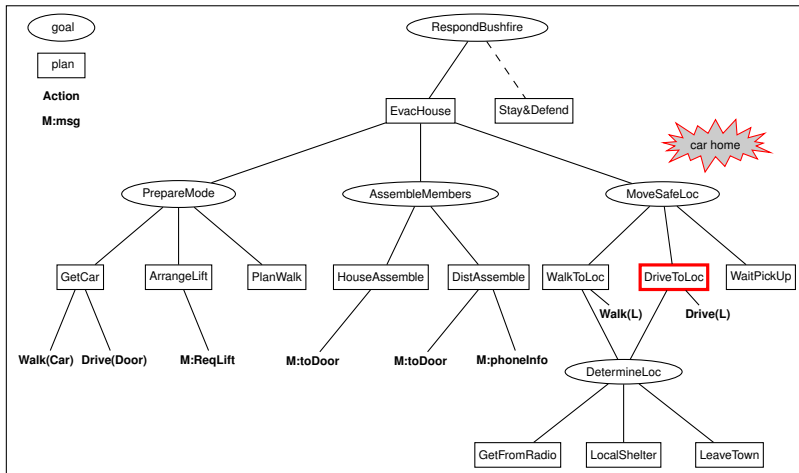 goal
RespondBushfire
plan
Action
EvacHouse
Stay&Defend
M:msg
car home
PrepareMode
AssembleMembers
MoveSafeLoc
GetCar
ArrangeLift
PlanWalk
HouseAssemble
DistAssemble
WalkToLoc
DriveToLoc
WaitPickUp
Walk(L)
Drive(L)
Walk(Car)
Drive(Door)
M:ReqLift
M:toDoor
M:toDoor
M:phoneInfo
DetermineLoc
GetFromRadio
LocalShelter
LeaveTown